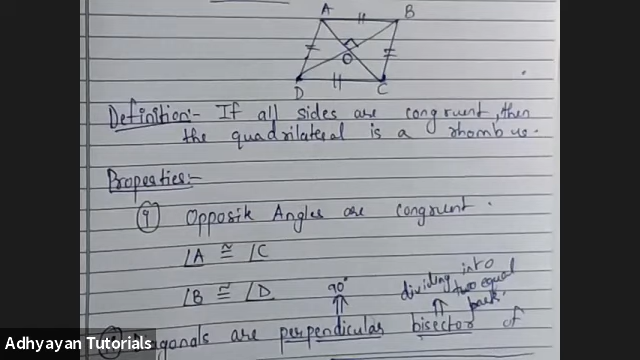 A B
O
D C
Definition:- If all sides are congruent, then
the quadrilateral is a rhombus.
Properties:-
Opposite Angles are congruent.
∠A ≅ ∠C
∠B ≅ ∠D
90°
dividing into
two equal
parts.
Diagonals are perpendicular bisector of
Adhyayan Tutorials